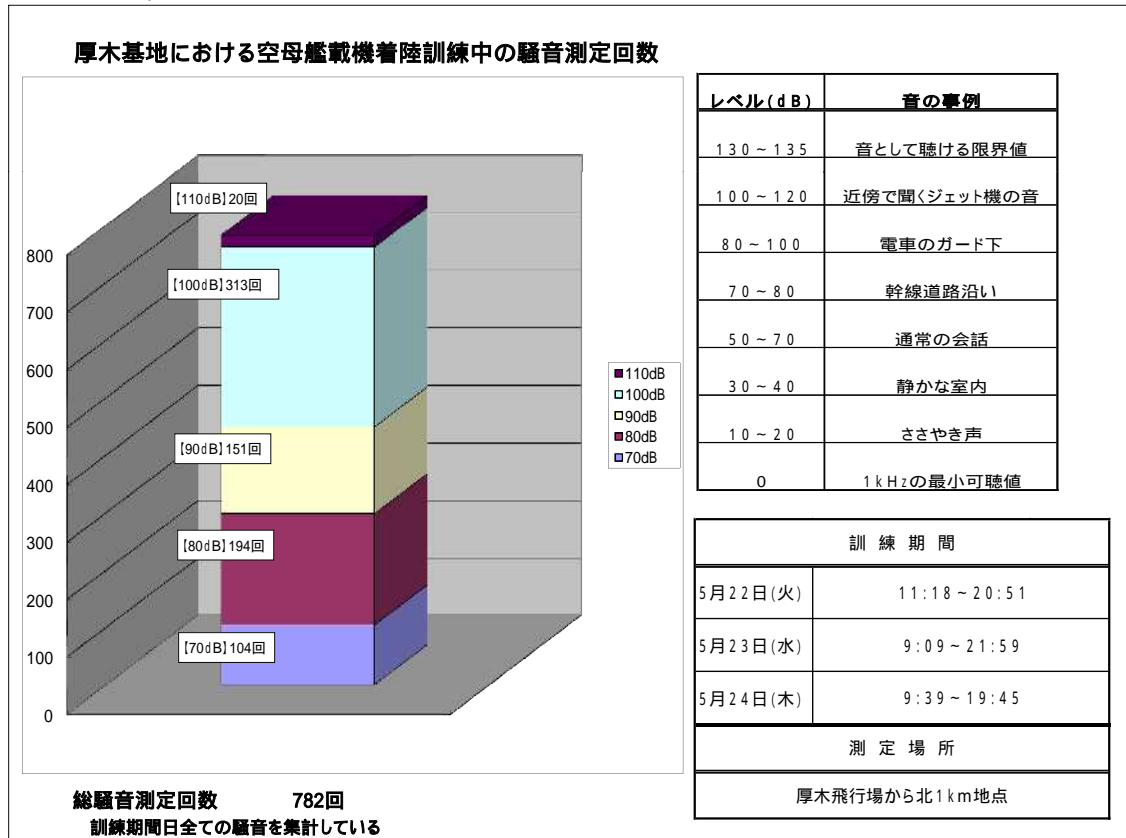 厚木基地における空母艦載機着陸訓練中の騒音測定回数
【110dB】20回
【100dB】313回
【90dB】151回
【80dB】194回
【70dB】104回
800
700
600
500
400
300
200
100
0
110dB
100dB
90dB
80dB
70dB
総騒音測定回数 782回
訓練期間日全ての騒音を集計している
レベル(dB) 音の事例
130~135 音として聴ける限界値
100~120 近傍で聞くジェット機の音
80~100 電車のガード下
70~80 幹線道路沿い
50~70 通常の会話
30~40 静かな室内
10~20 ささやき声
0 1kHzの最小可聴値
訓練期間
5月22日(火) 11:18~20:51
5月23日(水) 9:09~21:59
5月24日(木) 9:39~19:45
測定場所
厚木飛行場から北1km地点